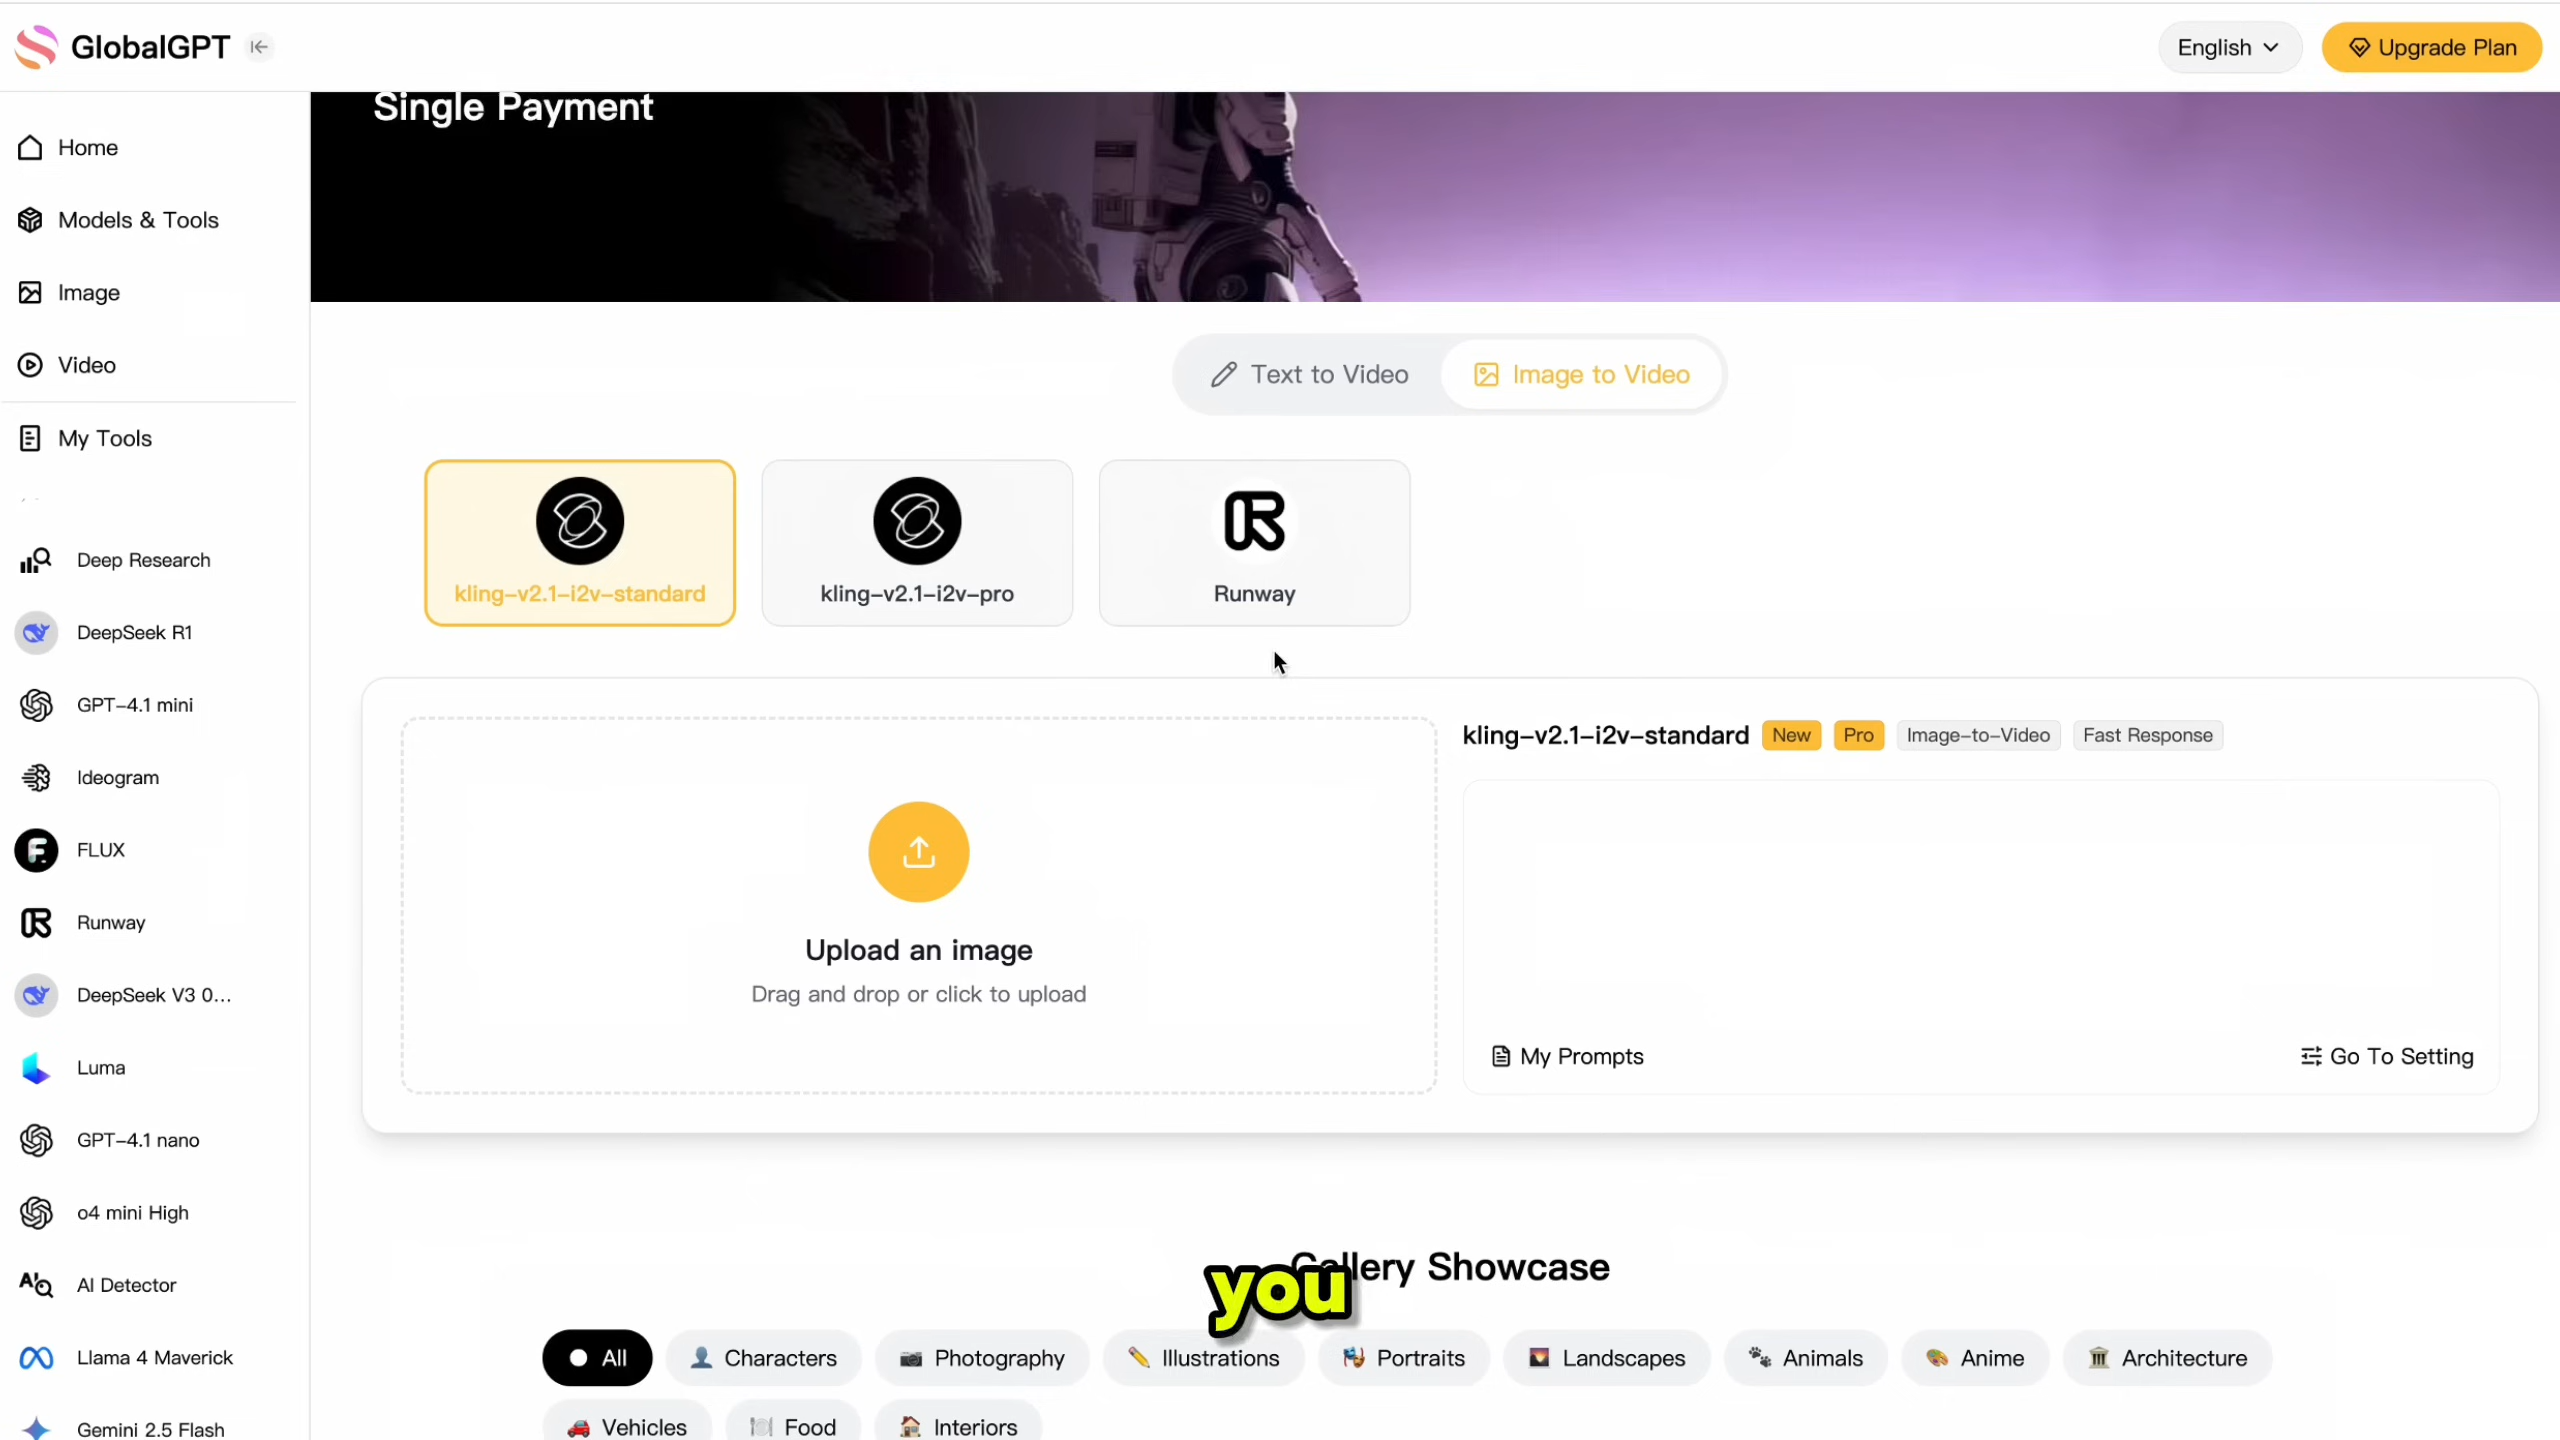 GlobalGPT
English
Upgrade Plan
Home
Models & Tools
Image
Video
My Tools
Deep Research
DeepSeek R1
GPT-4.1 mini
Ideogram
FLUX
Runway
DeepSeek V3 0...
Luma
GPT-4.1 nano
o4 mini High
AI Detector
Llama 4 Maverick
Gemini 2.5 Flash
Single Payment
Text to Video
Image to Video
kling-v2.1-i2v-standard
kling-v2.1-i2v-pro
Runway
Upload an image
Drag and drop or click to upload
kling-v2.1-i2v-standard New Pro Image-to-Video Fast Response
My Prompts
Go To Setting
Gallery Showcase
you
All Characters Photography Illustrations Portraits Landscapes Animals Anime Architecture
Vehicles Food Interiors